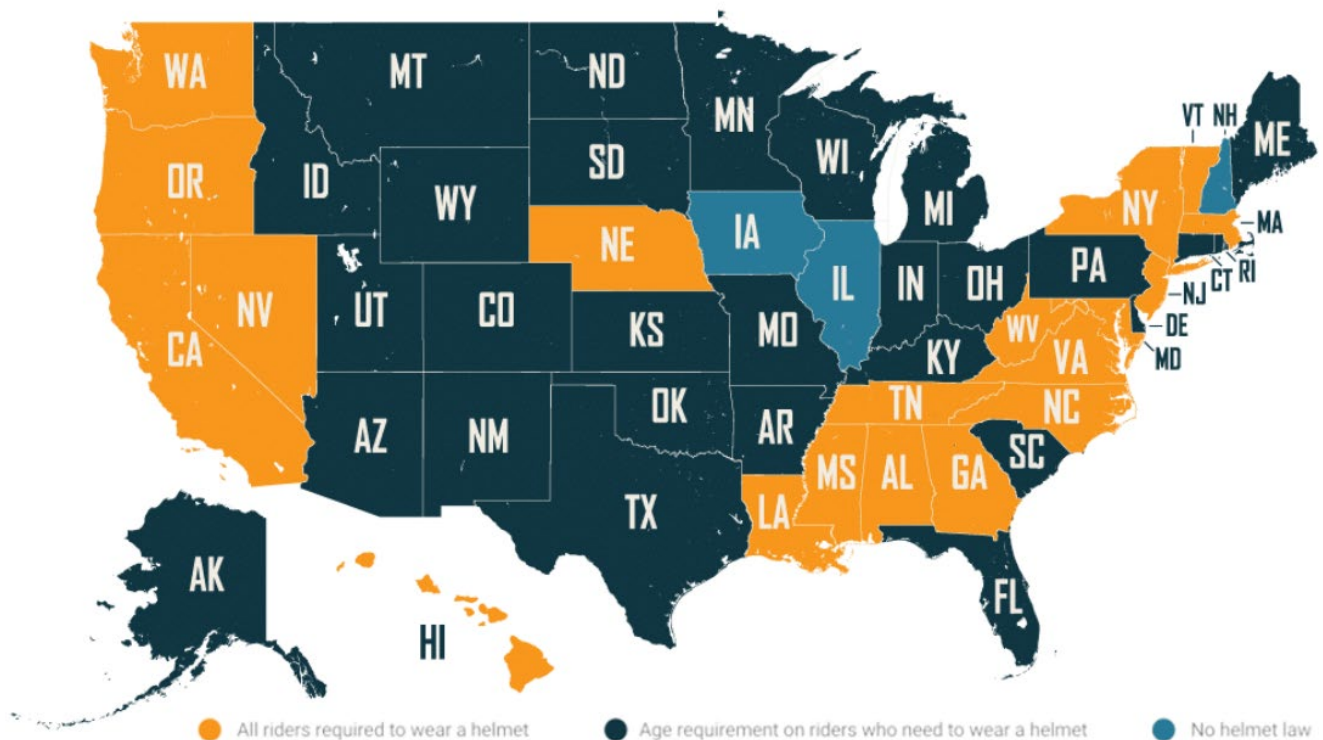 WA
MT
ND
MN
VT
NH
ME
OR
ID
SD
WI
WY
MI
NY
MA
NE
IA
PA
CT
RI
NV
UT
CO
IL
IN
OH
NJ
CA
KS
MO
WV
DE
KY
VA
MD
AZ
NM
OK
AR
TN
NC
SC
TX
LA
MS
AL
GA
AK
HI
FL
All riders required to wear a helmet
Age requirement on riders who need to wear a helmet
No helmet law